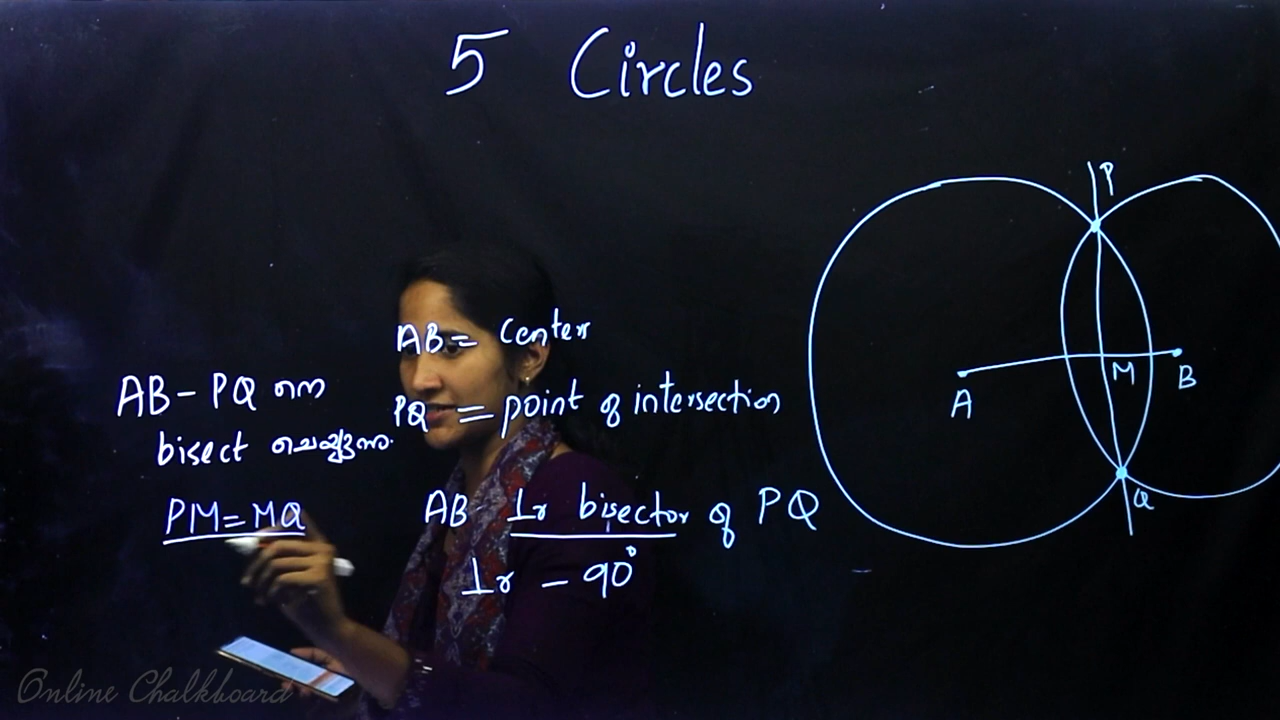 5 Circles
AB = Centers
PQ = point of intersection
AB - PQ നെ
bisect ചെയ്യുന്നു.
PM = MQ
AB ⊥r bisector of PQ
⊥r - 90°
P
A
M
B
Q
Online Chalkboard